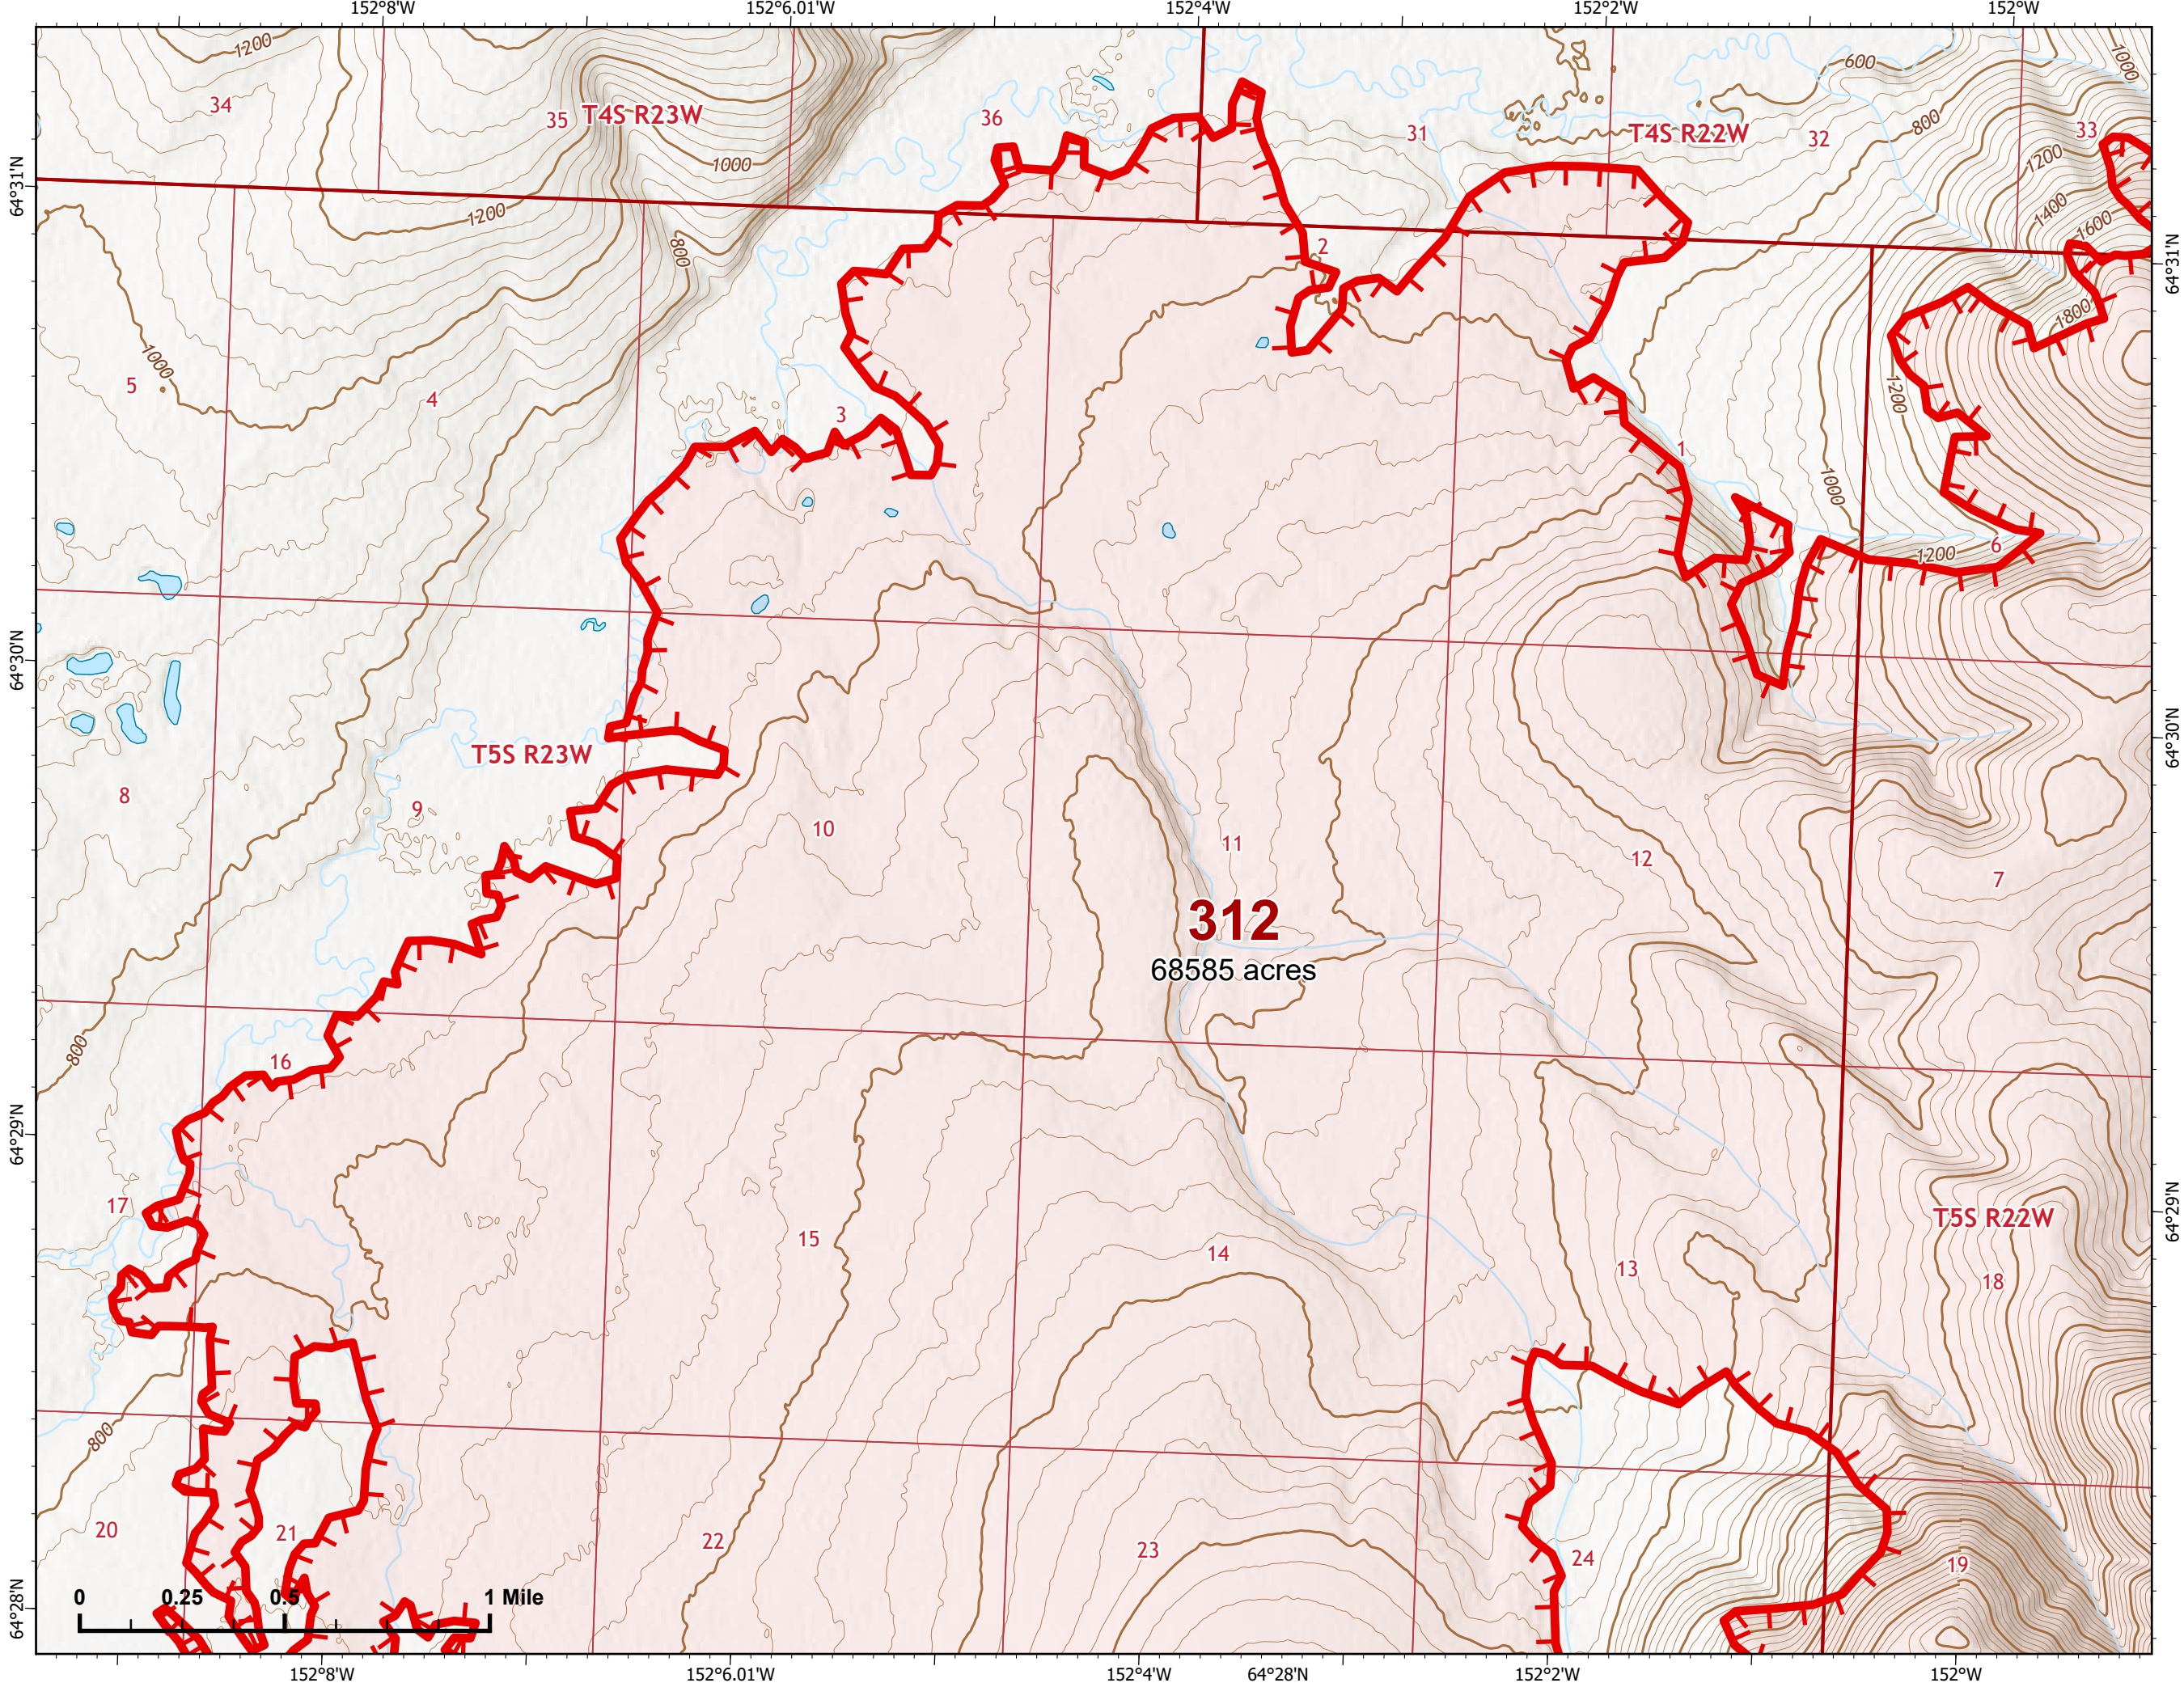 152°8'W 152°6.01'W 152°4'W 152°2'W 152°W
1200 600 1000
34 35 T4S R23W 36 31 T4S R22W 32 800 33
1000 1200
64°31'N 1200 1400 1600
800 2 64°31'N
1800
1000
5 4 3 1200
1 1000
6 1200
64°30'N
T5S R23W 64°30'N
8 9 10 11 12 7
312
68585 acres
800 16
64°29'N
17 15 14 13 T5S R22W 64°29'N
18
800
20 21 22 23 24 19
64°28'N
0 0.25 0.5 1 Mile
152°8'W 152°6.01'W 152°4'W 64°28'N 152°2'W 152°W